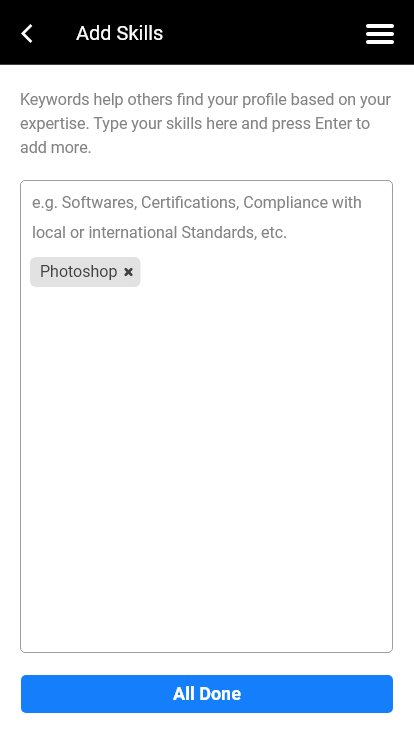 Add Skills
Keywords help others find your profile based on your
expertise. Type your skills here and press Enter to
add more.
e.g. Softwares, Certifications, Compliance with
local or international Standards, etc.
Photoshop ×
All Done